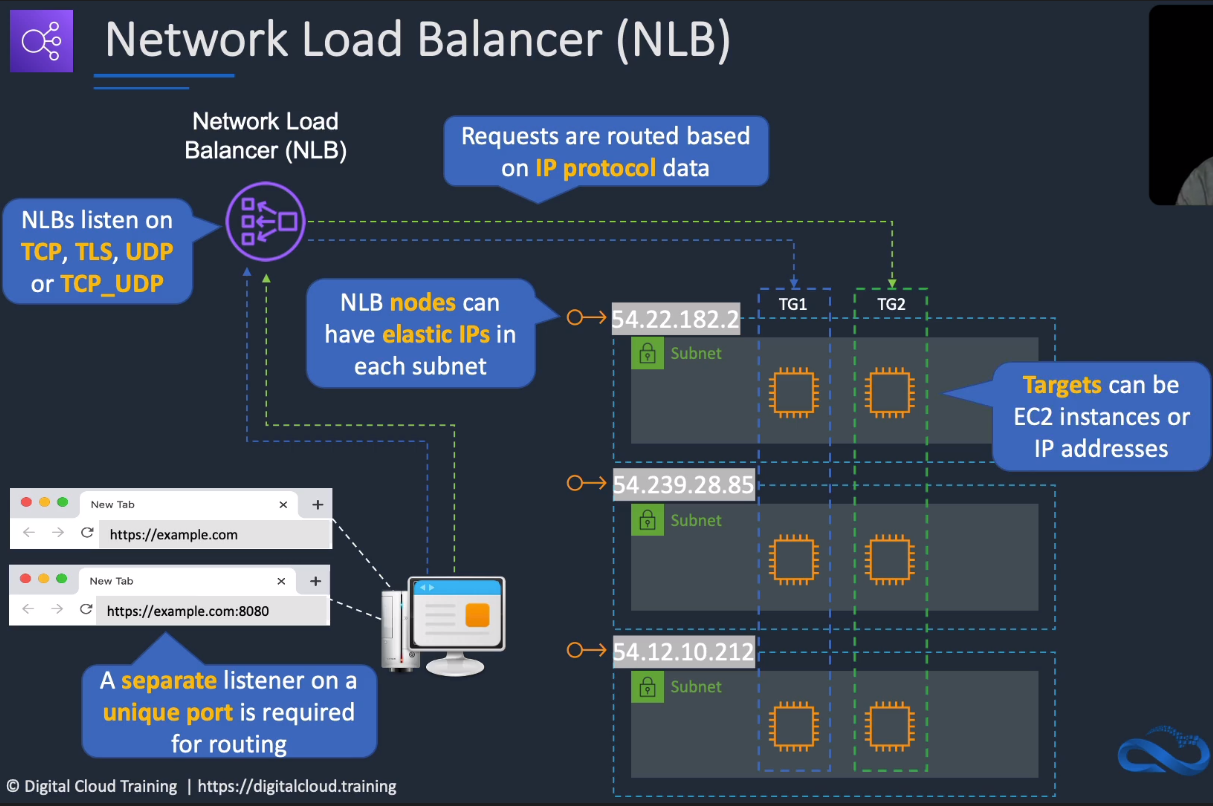 Network Load Balancer (NLB)
Network Load
Balancer (NLB)
Requests are routed based
on IP protocol data
NLBs listen on
TCP, TLS, UDP
or TCP_UDP
NLB nodes can
have elastic IPs in
each subnet
54.22.182.2
TG1
TG2
Subnet
Targets can be
EC2 instances or
IP addresses
54.239.28.85
Subnet
New Tab
https://example.com
New Tab
https://example.com:8080
54.12.10.212
Subnet
A separate listener on a
unique port is required
for routing
© Digital Cloud Training | https://digitalcloud.training